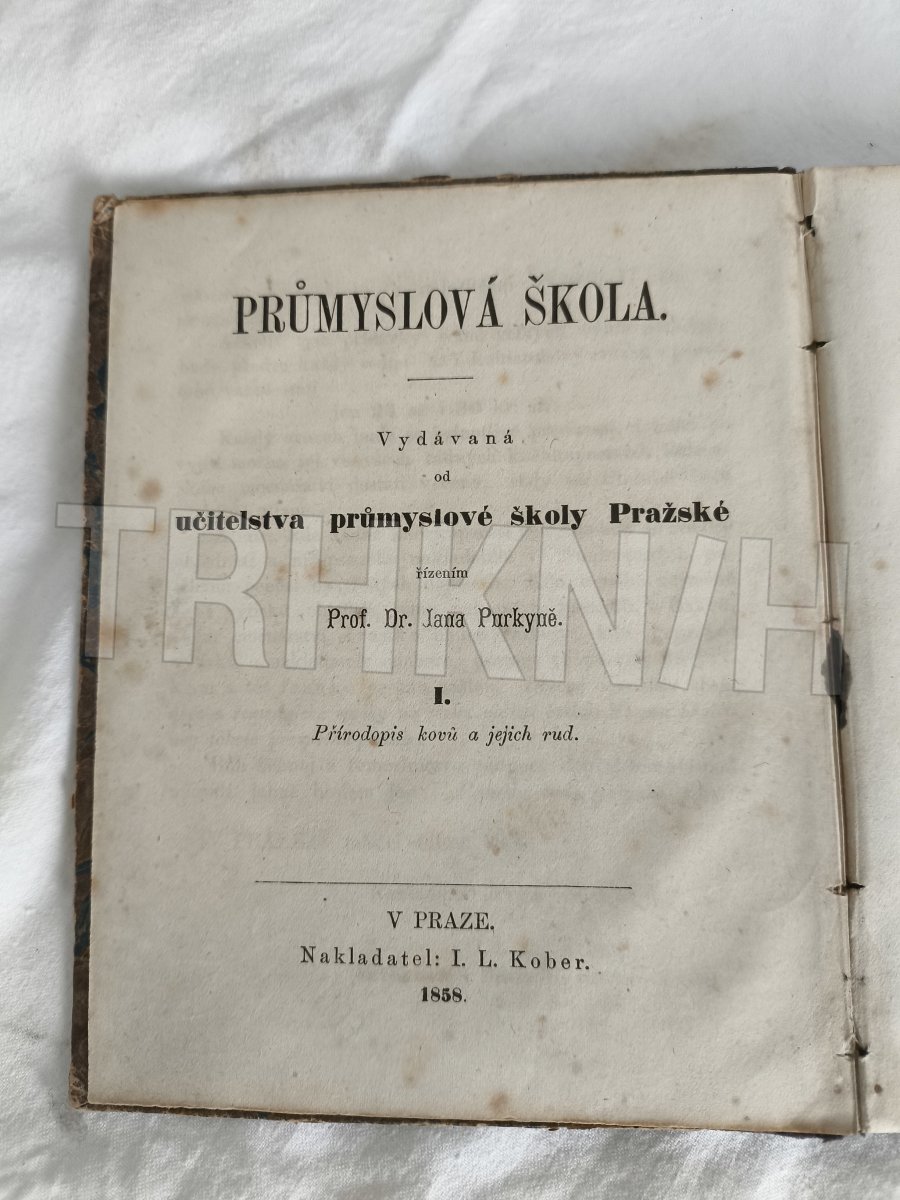 PRŮMYSLOVÁ ŠKOLA.
Vydávaná
od
učitelstva průmyslové školy Pražské
řízením
Prof. Dr. Jana Purkyně.
I.
Přírodopis kovů a jejich rud.
V PRAZE.
Nakladatel: I. L. Kober.
1858.
TRHKNIH